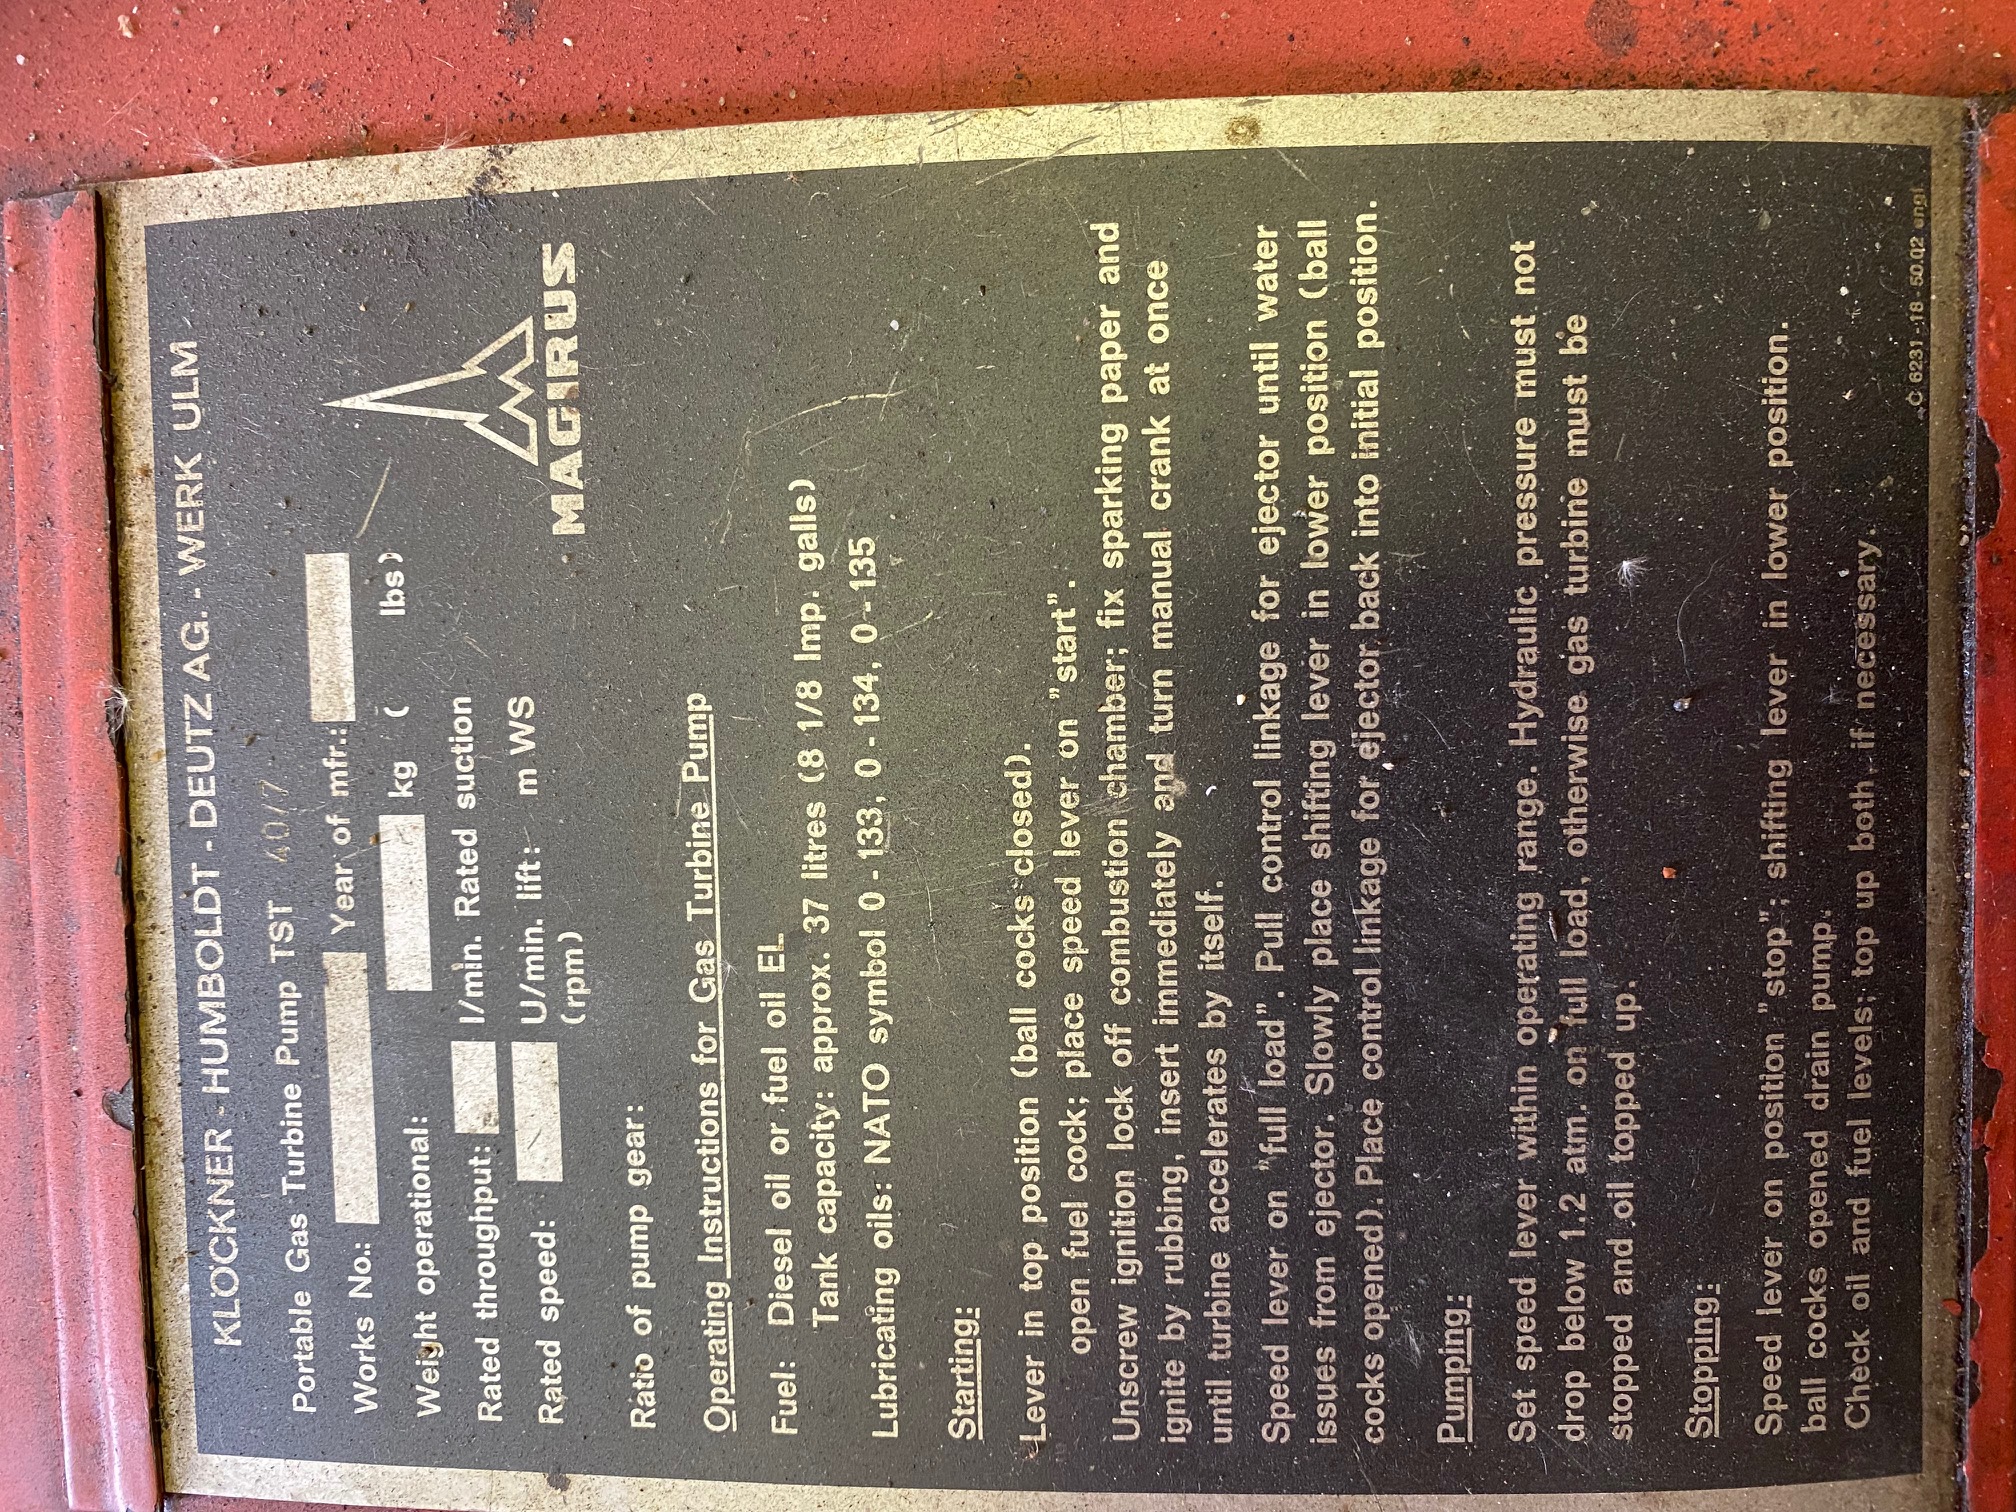 KLÖCKNER - HUMBOLDT - DEUTZ AG. - WERK ULM
Portable Gas Turbine Pump TST 40/7
Works No.: Year of mfr.:
Weight operational: kg ( lbs)
Rated throughput: l/min. Rated suction
Rated speed: U/min. lift: m WS
(rpm)
MAGIRUS
Ratio of pump gear:
Operating Instructions for Gas Turbine Pump
Fuel: Diesel oil or fuel oil EL
Tank capacity: approx. 37 litres (8 1/8 Imp. galls)
Lubricating oils: NATO symbol 0-133, 0-134, 0-135
Starting:
Lever in top position (ball cocks closed).
open fuel cock; place speed lever on "start".
Unscrew ignition lock off combustion chamber; fix sparking paper and
ignite by rubbing, insert immediately and turn manual crank at once
until turbine accelerates by itself.
Speed lever on "full load". Pull control linkage for ejector until water
issues from ejector. Slowly place shifting lever in lower position (ball
cocks opened). Place control linkage for ejector back into initial position.
Pumping:
Set speed lever within operating range. Hydraulic pressure must not
drop below 1.2 atm. on full load, otherwise gas turbine must be
stopped and oil topped up.
Stopping:
Speed lever on position "stop"; shifting lever in lower position.
ball cocks opened drain pump.
Check oil and fuel levels; top up both if necessary.
C 6231-18-50.02 engl.